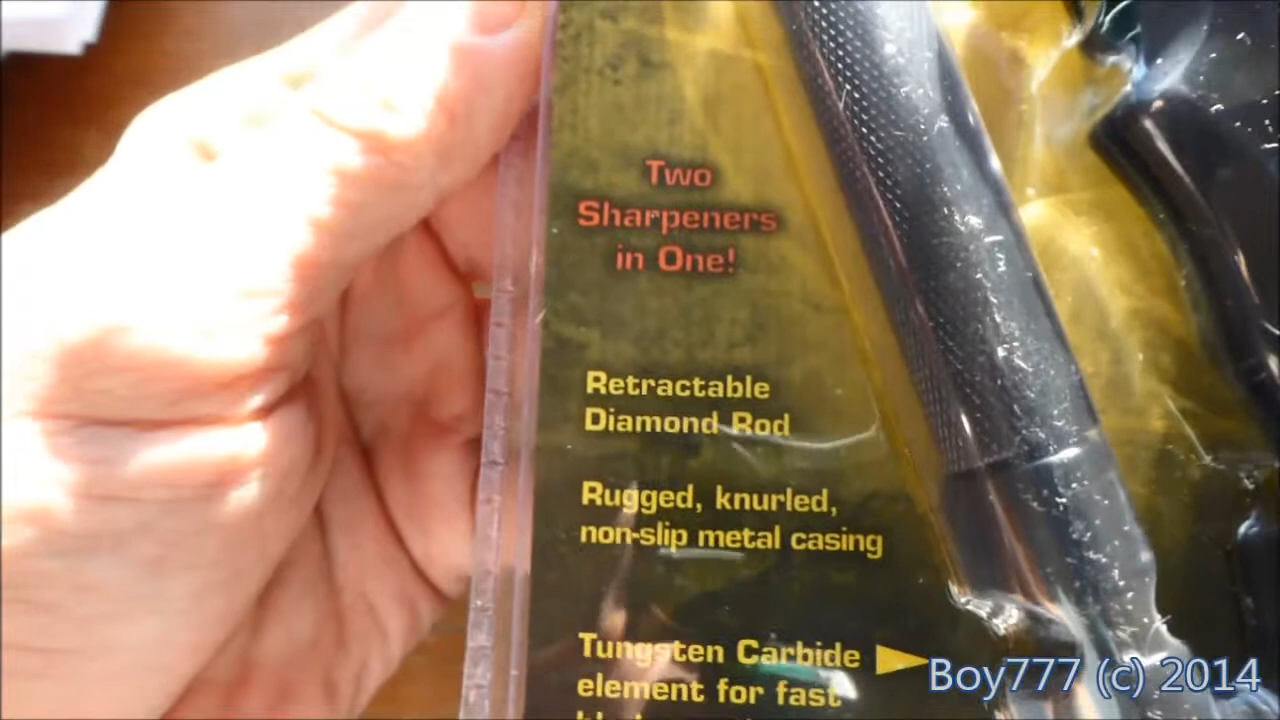 Two
Sharpeners
in One!
Retractable
Diamond Rod
Rugged, knurled,
non-slip metal casing
Tungsten Carbide
element for fast
Boy777 (c) 2014